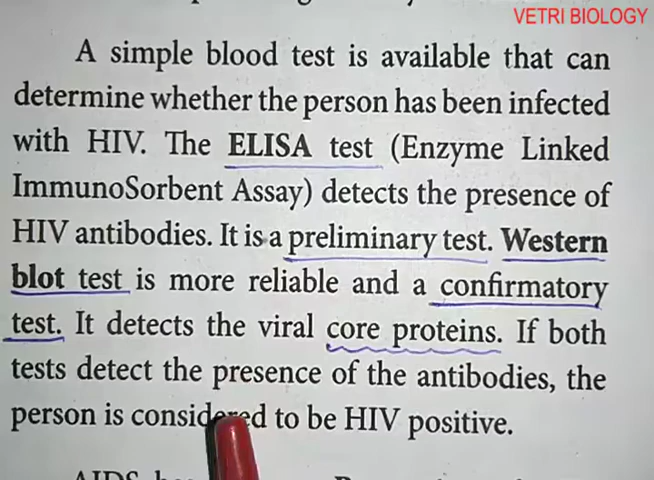 VETRI BIOLOGY
A simple blood test is available that can
determine whether the person has been infected
with HIV. The ELISA test (Enzyme Linked
ImmunoSorbent Assay) detects the presence of
HIV antibodies. It is a preliminary test. Western
blot test is more reliable and a confirmatory
test. It detects the viral core proteins. If both
tests detect the presence of the antibodies, the
person is considered to be HIV positive.